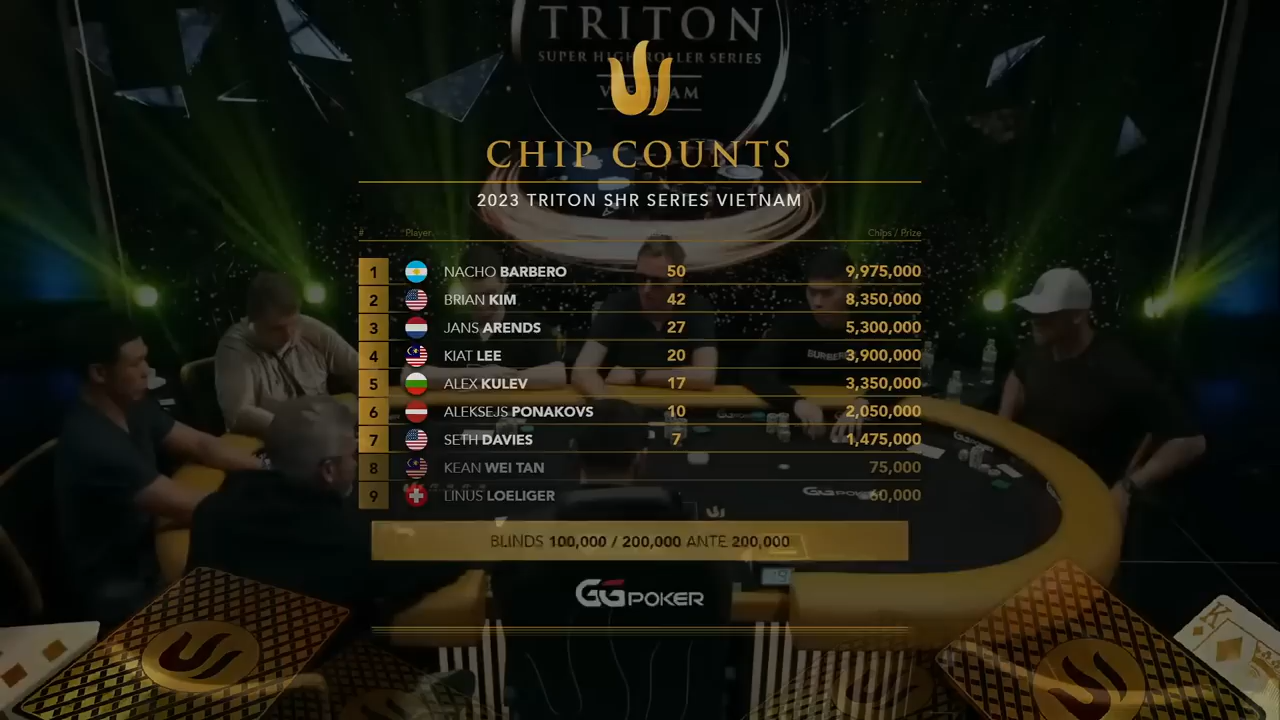 TRITON
SUPER HIGH ROLLER SERIES
VIETNAM
CHIP COUNTS
2023 TRITON SHR SERIES VIETNAM
# Player Chips / Prize
1 NACHO BARBERO 50 9,975,000
2 BRIAN KIM 42 8,350,000
3 JANS ARENDS 27 5,300,000
4 KIAT LEE 20 3,900,000
5 ALEX KULEV 17 3,350,000
6 ALEKSEJS PONAKOVS 10 2,050,000
7 SETH DAVIES 7 1,475,000
8 KEAN WEI TAN 75,000
9 LINUS LOELIGER 60,000
BLINDS 100,000 / 200,000 ANTE 200,000
GGPOKER
K